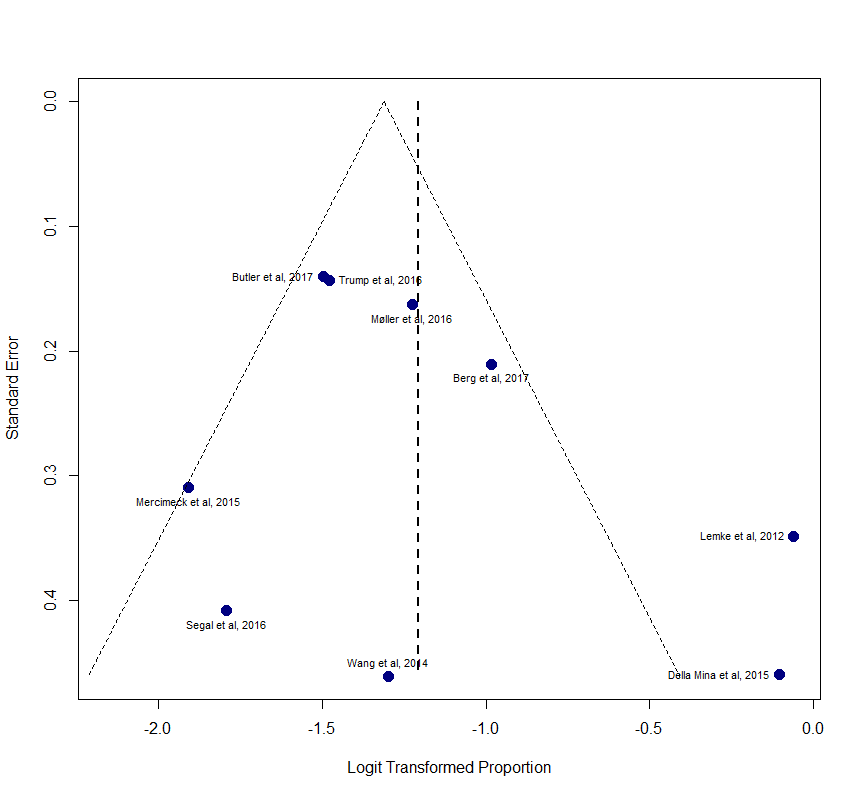 0.0
0.1
0.2
0.3
0.4
Standard Error
Butler et al, 2017
Trump et al, 2016
Møller et al, 2016
Berg et al, 2017
Mercimeck et al, 2015
Lemke et al, 2012
Segal et al, 2016
Wang et al, 2014
Della Mina et al, 2015
-2.0
-1.5
-1.0
-0.5
0.0
Logit Transformed Proportion